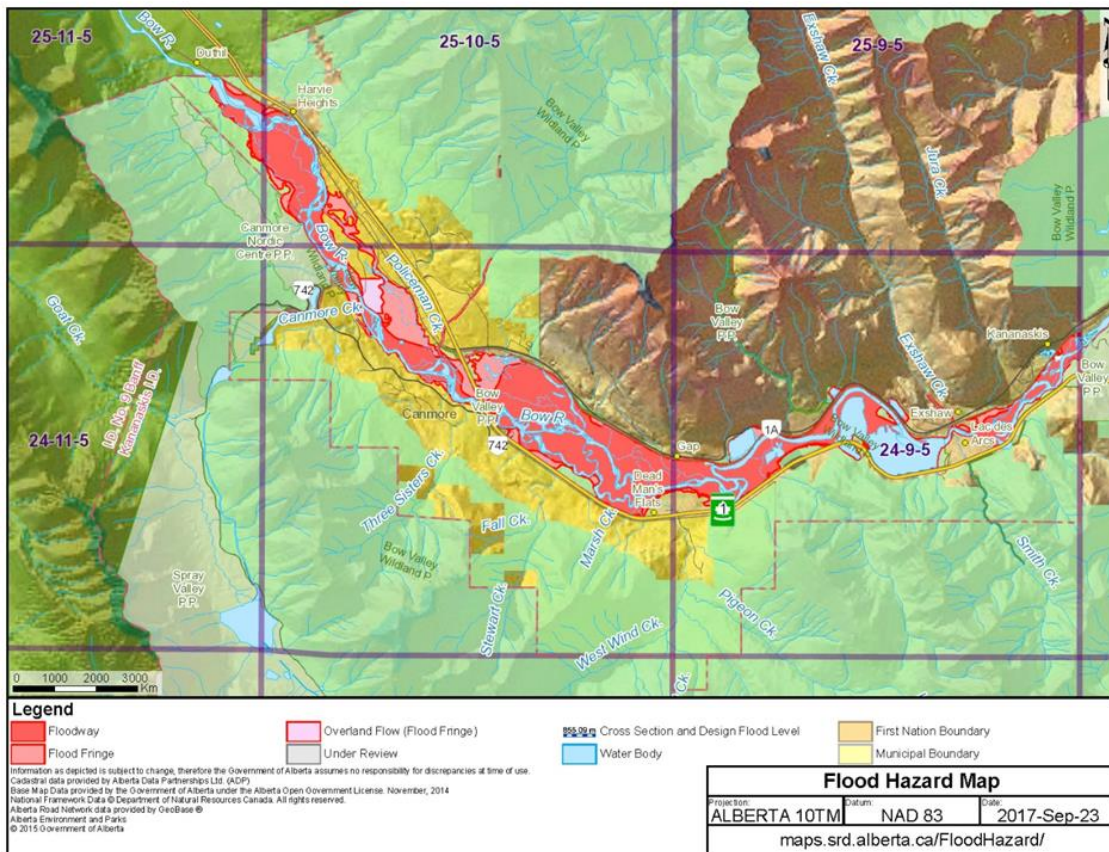 25-11-5
Bow R.
25-10-5
Exshaw Ck.
25-9-5
Duthill
Harvie
Heights
Bow Valley
Wildland P.
Jura Ck.
Bow Valley
Wildland P.
Canmore
Nordic
Centre P.P.
Bow R.
Wildland P.
Policeman Ck.
742
Canmore Ck.
Goat Ck.
Bow
Valley
P.P.
Exshaw Ck.
Kananaskis
I.D. No. 9 Banff
Kananaskis I.D.
24-11-5
Bow
Valley
P.P.
Canmore
Bow R.
742
Gap
1A
Bow Valley
Exshaw
Lac des
Arcs
24-9-5
Bow
Valley
P.P.
Dead
Man's
Flats
1
Three Sisters Ck.
Fall Ck.
Marsh Ck.
Bow Valley
Wildland P.
Spray
Valley
P.P.
Stewart Ck.
West Wind Ck.
Pigeon Ck.
Smith Ck.
Ck.
0 1000 2000 3000
Km
Legend
Floodway
Flood Fringe
Overland Flow (Flood Fringe)
Under Review
855.09 m Cross Section and Design Flood Level
Water Body
First Nation Boundary
Municipal Boundary
Information as depicted is subject to change, therefore the Government of Alberta assumes no responsibility for discrepancies at time of use.
Cadastral data provided by Alberta Data Partnerships Ltd. (ADP)
Base Map Data provided by the Government of Alberta under the Alberta Open Government License. November, 2014
National Framework Data © Department of Natural Resources Canada. All rights reserved.
Alberta Road Network data provided by GeoBase ®
Alberta Environment and Parks
© 2015 Government of Alberta
Flood Hazard Map
Projection:
ALBERTA 10TM
Datum:
NAD 83
Date:
2017-Sep-23
maps.srd.alberta.ca/FloodHazard/